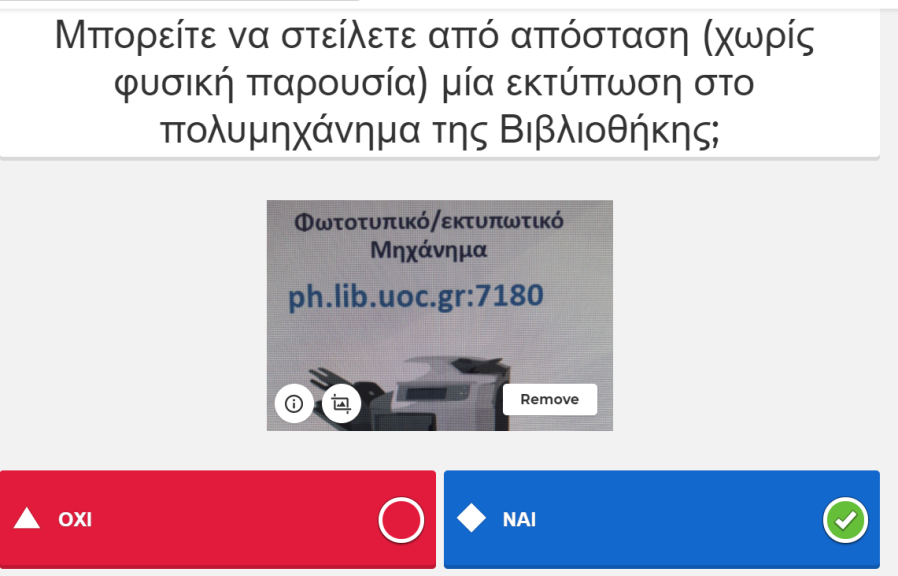 Μπορείτε να στείλετε από απόσταση (χωρίς
φυσική παρουσία) μία εκτύπωση στο
πολυμηχάνημα της Βιβλιοθήκης;
Φωτοτυπικό/εκτυπωτικό
Μηχάνημα
ph.lib.uoc.gr:7180
Remove
ΟΧΙ
ΝΑΙ